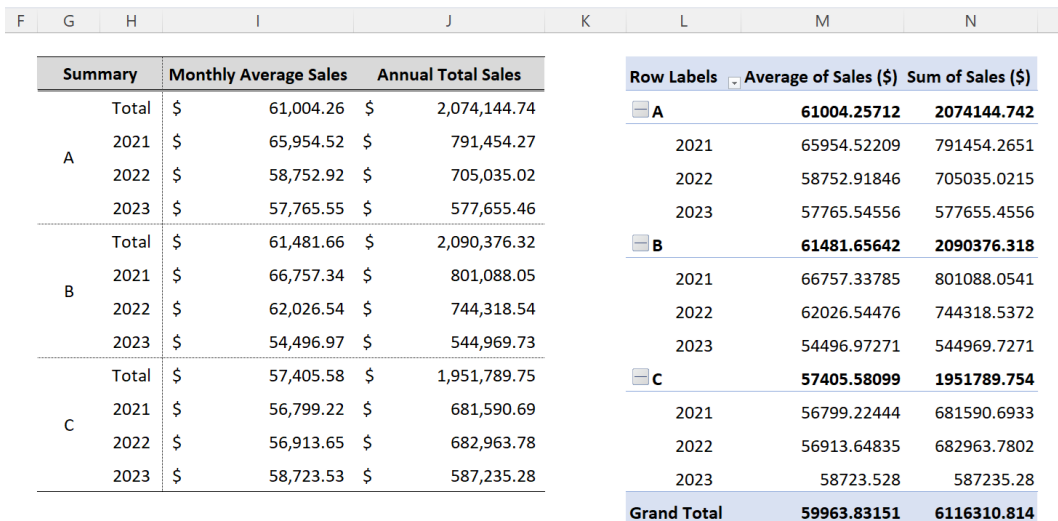 F G H I J K L M N
Summary Monthly Average Sales Annual Total Sales Row Labels Average of Sales ($) Sum of Sales ($)
Total $ 61,004.26 $ 2,074,144.74 A 61004.25712 2074144.742
2021 $ 65,954.52 $ 791,454.27 2021 65954.52209 791454.2651
A
2022 $ 58,752.92 $ 705,035.02 2022 58752.91846 705035.0215
2023 $ 57,765.55 $ 577,655.46 2023 57765.54556 577655.4556
Total $ 61,481.66 $ 2,090,376.32 B 61481.65642 2090376.318
2021 $ 66,757.34 $ 801,088.05 2021 66757.33785 801088.0541
B
2022 $ 62,026.54 $ 744,318.54 2022 62026.54476 744318.5372
2023 $ 54,496.97 $ 544,969.73 2023 54496.97271 544969.7271
Total $ 57,405.58 $ 1,951,789.75 C 57405.58099 1951789.754
2021 $ 56,799.22 $ 681,590.69 2021 56799.22444 681590.6933
C
2022 $ 56,913.65 $ 682,963.78 2022 56913.64835 682963.7802
2023 $ 58,723.53 $ 587,235.28 2023 58723.528 587235.28
Grand Total 59963.83151 6116310.814